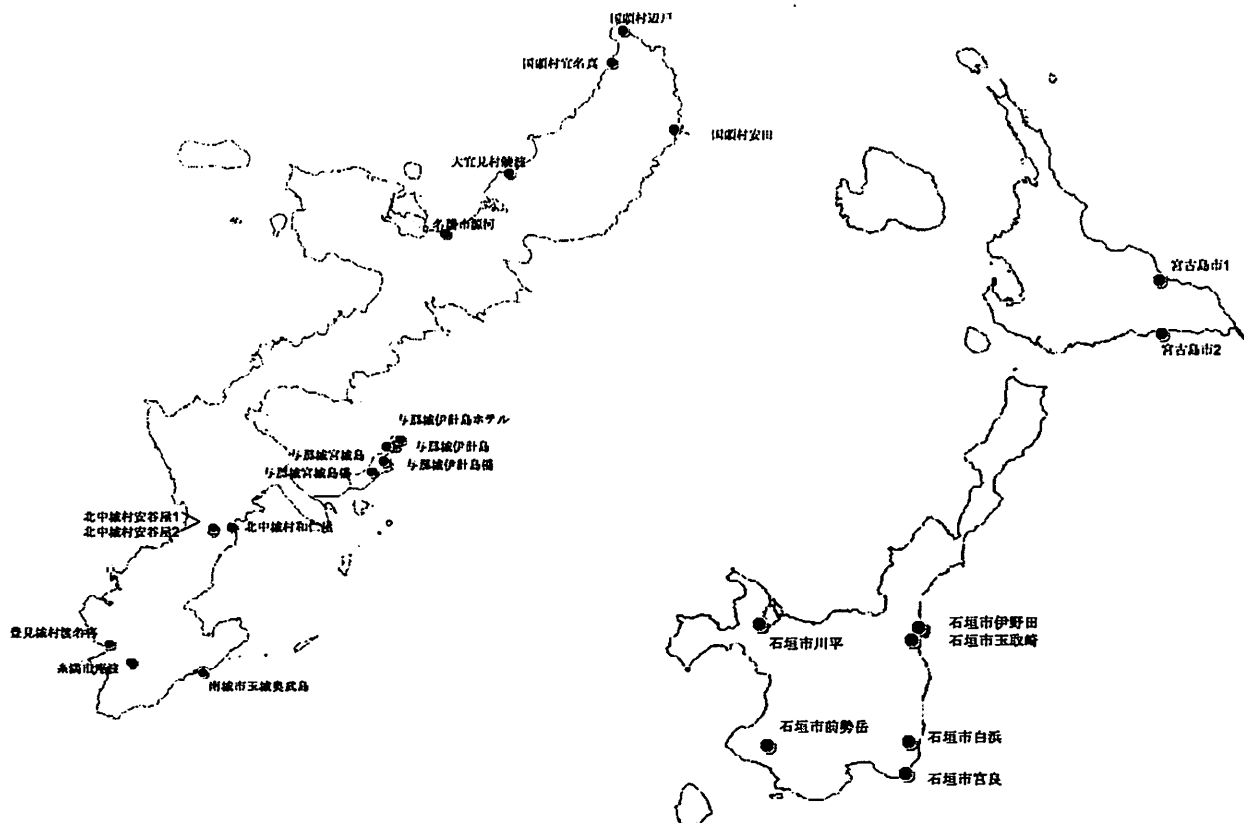 国頭村辺戸
国頭村宜名真
国頭村安田
大宜見村饒波
名護市源河
与那城伊計島ホテル
与那城伊計島
与那城宮城島
与那城伊計島橋
与那城宮城島橋
北中城村安谷屋1
北中城村安谷屋2
北中城村和仁屋
豊見城村渡名喜
糸満市座波
南城市玉城奥武島
宮古島市1
宮古島市2
石垣市伊野田
石垣市玉取崎
石垣市川平
石垣市前勢岳
石垣市白浜
石垣市宮良